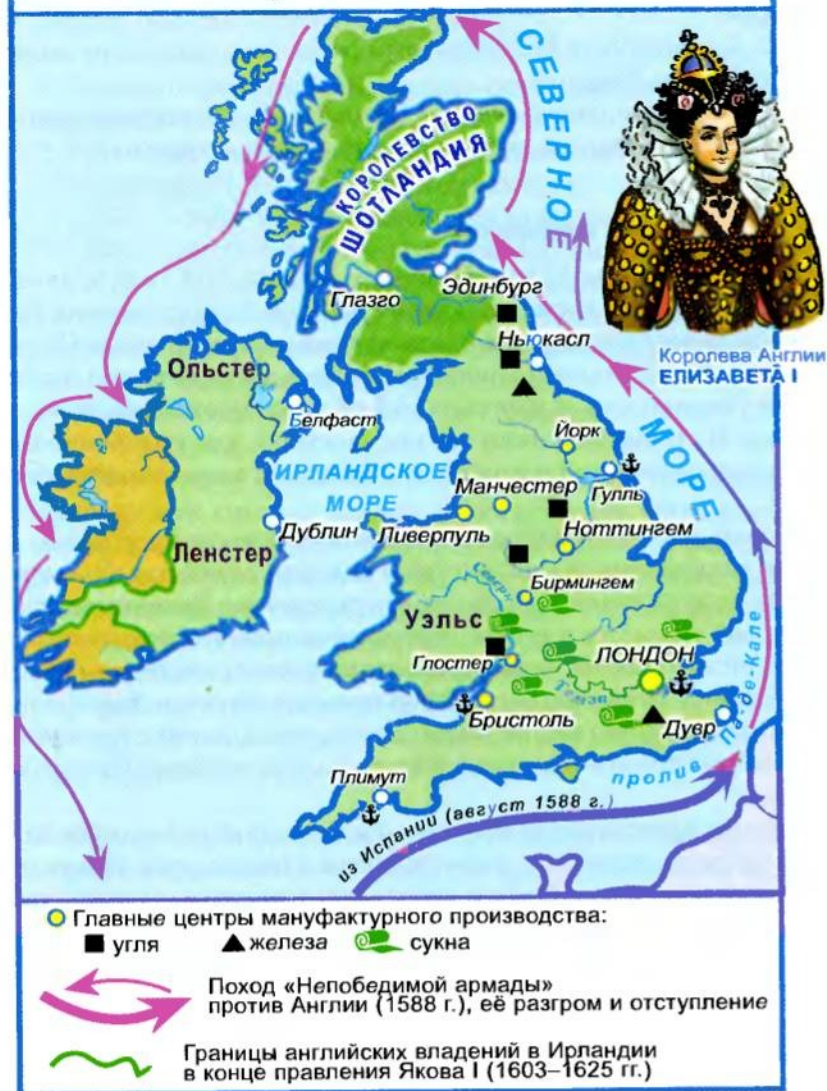 СЕВЕРНОЕ
КОРОЛЕВСТВО
ШОТЛАНДИЯ
Глазго
Эдинбург
Ньюкасл
Королева Англии
ЕЛИЗАВЕТА I
Ольстер
Белфаст
Йорк
МОРЕ
ИРЛАНДСКОЕ
МОРЕ
Манчестер
Гулль
Дублин
Ливерпуль
Ноттингем
Ленстер
Северн
Бирмингем
Уэльс
Глостер
ЛОНДОН
Темза
Бристоль
Дувр
пролив Па-де-Кале
Плимут
из Испании (август 1588 г.)
Главные центры мануфактурного производства:
угля железа сукна
Поход «Непобедимой армады»
против Англии (1588 г.), её разгром и отступление
Границы английских владений в Ирландии
в конце правления Якова I (1603–1625 гг.)